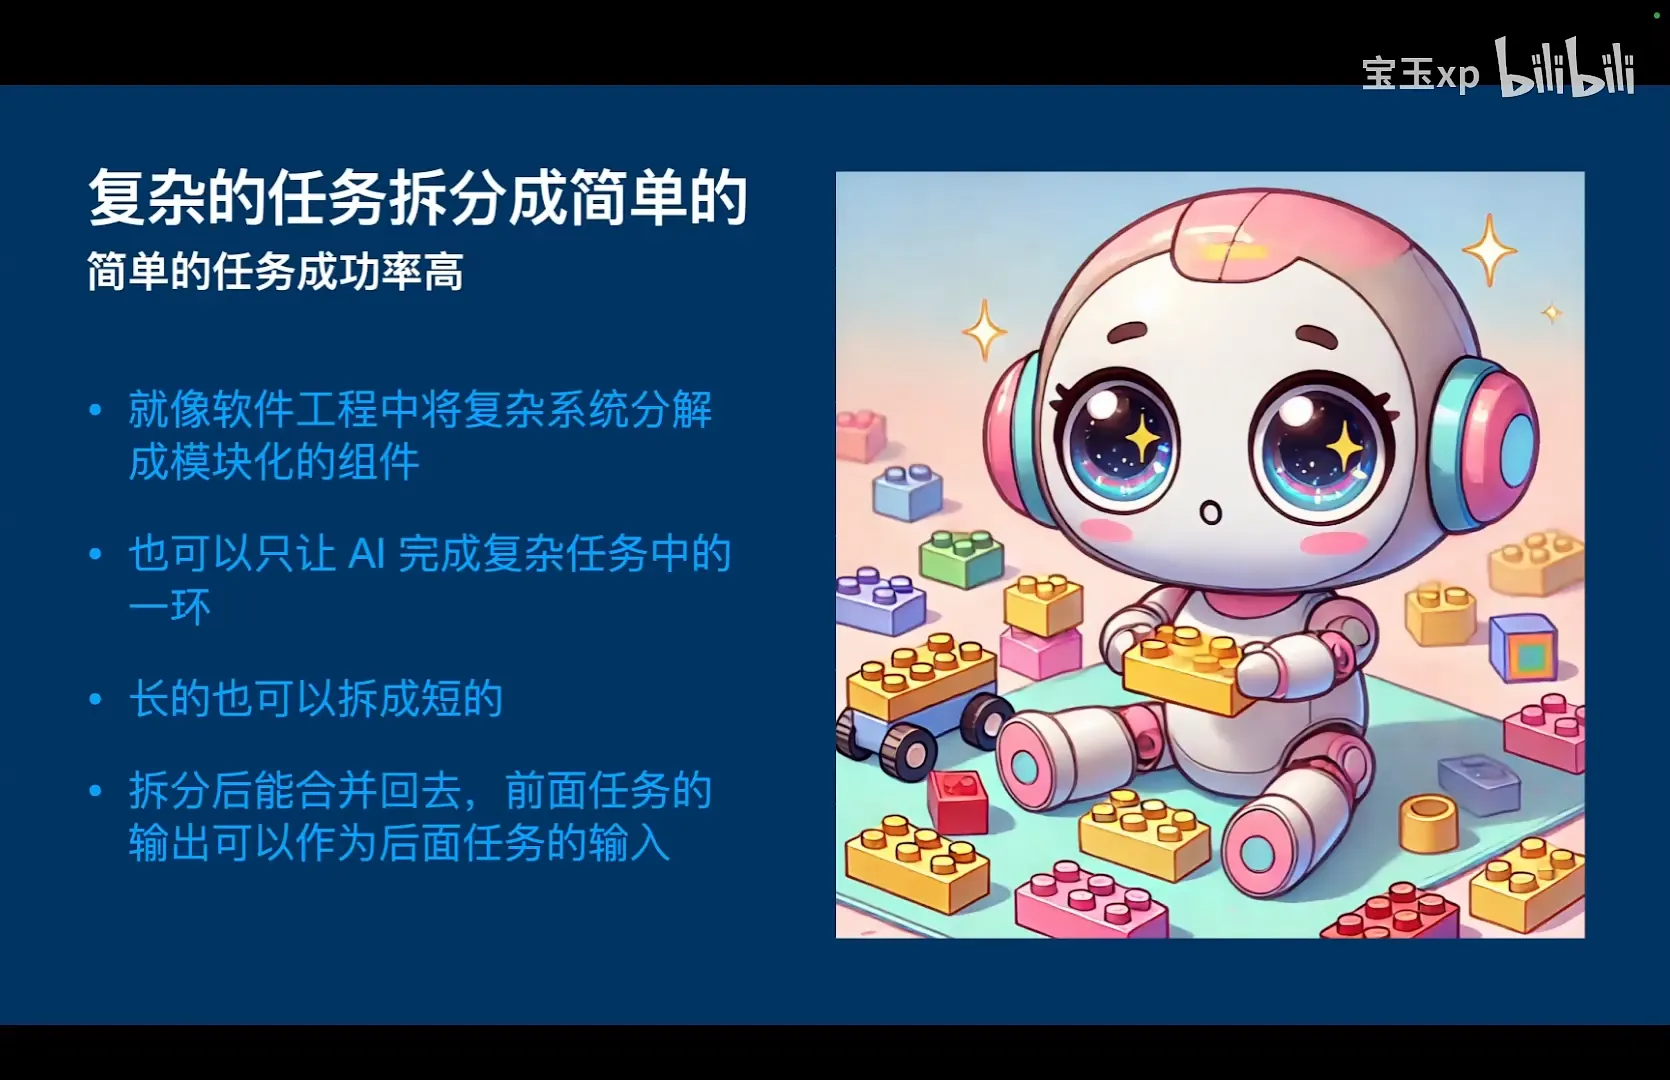 宝玉xp bilibili
复杂的任务拆分成简单的
简单的任务成功率高
• 就像软件工程中将复杂系统分解
成模块化的组件
• 也可以只让 AI 完成复杂任务中的
一环
• 长的也可以拆成短的
• 拆分后能合并回去，前面任务的
输出可以作为后面任务的输入